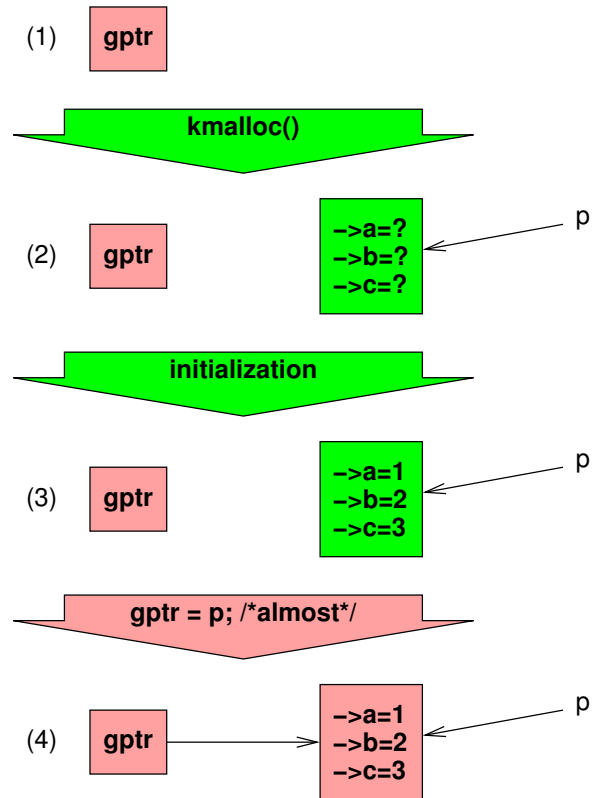 (1) gptr
kmalloc()
(2) gptr
−>a=?
−>b=?
−>c=?
p
initialization
(3) gptr
−>a=1
−>b=2
−>c=3
p
gptr = p; /*almost*/
(4) gptr
−>a=1
−>b=2
−>c=3
p